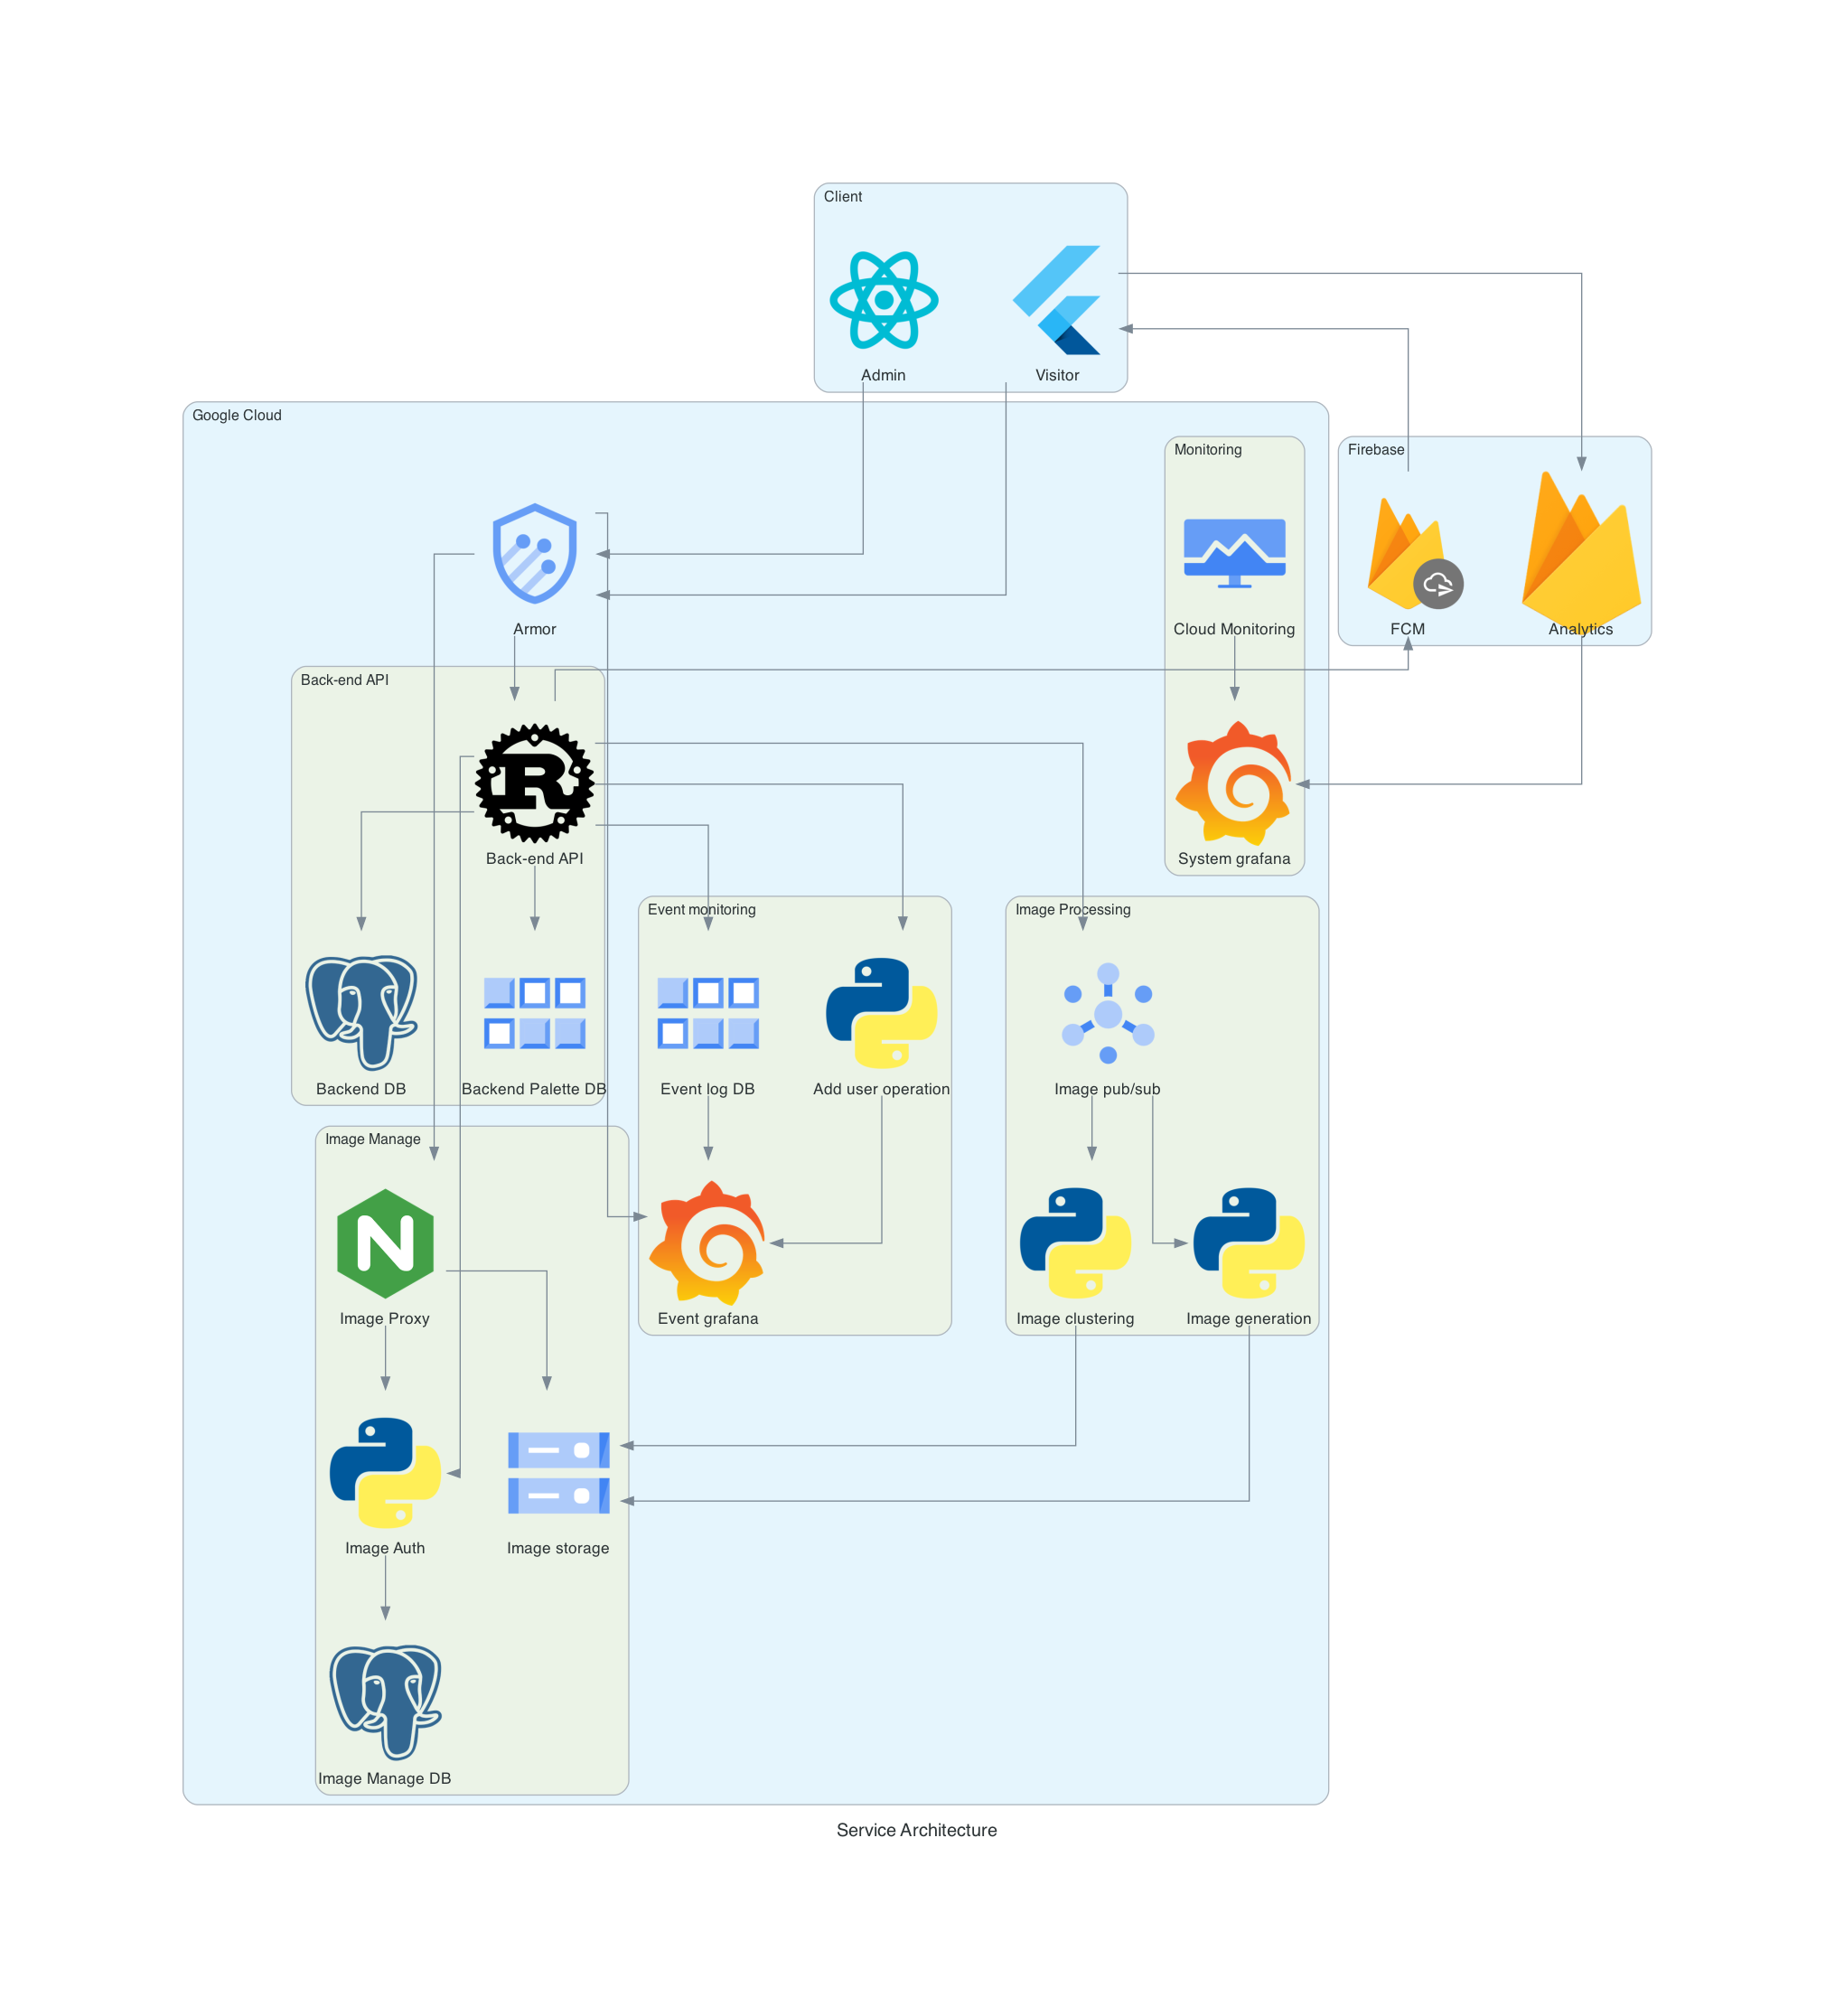 Client
Admin
Visitor
Google Cloud
Monitoring
Firebase
Armor
Cloud Monitoring
FCM
Analytics
Back-end API
R
Back-end API
System grafana
Event monitoring
Image Processing
Backend DB
Backend Palette DB
Event log DB
Add user operation
Image pub/sub
Image Manage
N
Image Proxy
Event grafana
Image clustering
Image generation
Image Auth
Image storage
Image Manage DB
Service Architecture